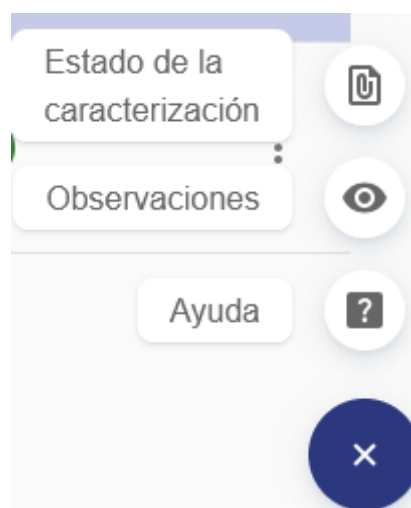 Estado de la
caracterización
Observaciones
Ayuda